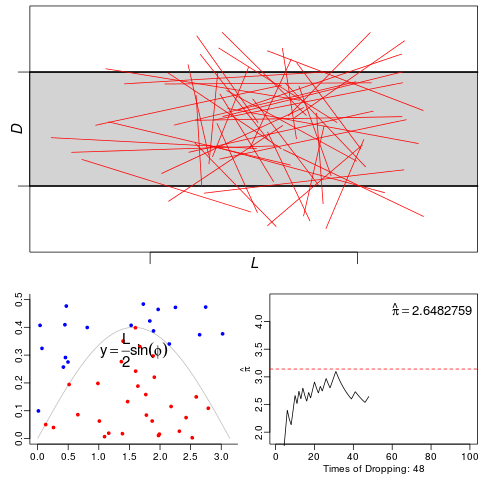 D
L
0.0 0.1 0.2 0.3 0.4 0.5
y = L/2 sin(ϕ)
0.0 0.5 1.0 1.5 2.0 2.5 3.0
π̂ = 2.6482759
π̂
2.0 2.5 3.0 3.5 4.0
0 20 40 60 80 100
Times of Dropping: 48